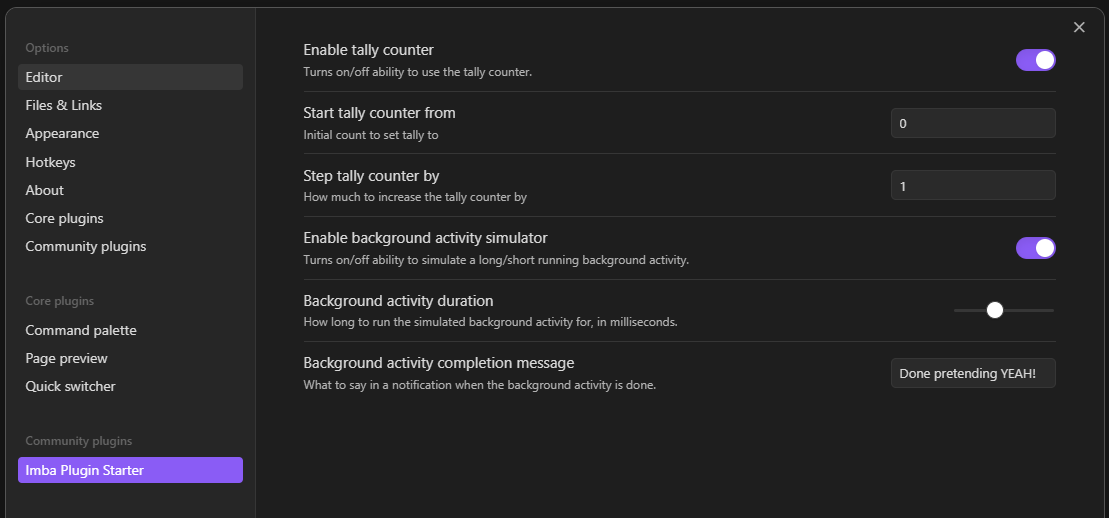 Options
Editor
Files & Links
Appearance
Hotkeys
About
Core plugins
Community plugins
Core plugins
Command palette
Page preview
Quick switcher
Community plugins
Imba Plugin Starter
Enable tally counter
Turns on/off ability to use the tally counter.
Start tally counter from
Initial count to set tally to
0
Step tally counter by
How much to increase the tally counter by
1
Enable background activity simulator
Turns on/off ability to simulate a long/short running background activity.
Background activity duration
How long to run the simulated background activity for, in milliseconds.
Background activity completion message
What to say in a notification when the background activity is done.
Done pretending YEAH!